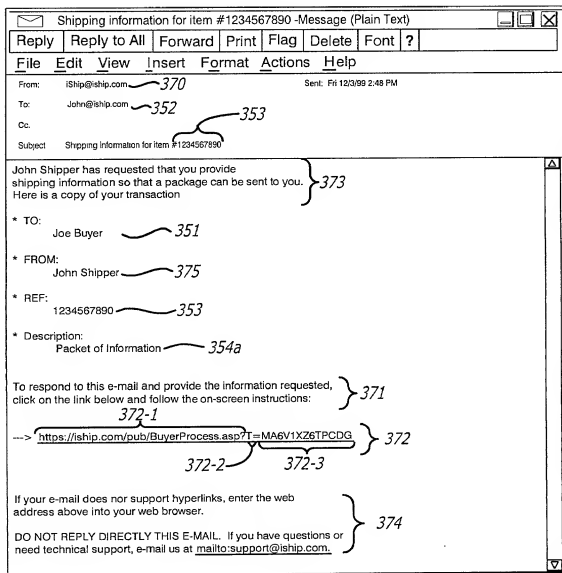 Shipping information for item #1234567890 -Message (Plain Text)
Reply Reply to All Forward Print Flag Delete Font ?
File Edit View Insert Format Actions Help
From: iShip@iship.com 370 Sent: Fri 12/3/99 2:48 PM
To: John@iship.com 352
353
Cc.
Subject Shipping Information for item #1234567890
John Shipper has requested that you provide
shipping information so that a package can be sent to you.
Here is a copy of your transaction
373
* TO:
Joe Buyer 351
* FROM:
John Shipper 375
* REF:
1234567890 353
* Description:
Packet of Information 354a
To respond to this e-mail and provide the information requested,
click on the link below and follow the on-screen instructions:
371
372-1
---> https://iship.com/pub/BuyerProcess.asp?T=MA6V1XZ6TPCDG 372
372-2 372-3
If your e-mail does nor support hyperlinks, enter the web
address above into your web browser.
374
DO NOT REPLY DIRECTLY THIS E-MAIL. If you have questions or
need technical support, e-mail us at mailto:support@iship.com.